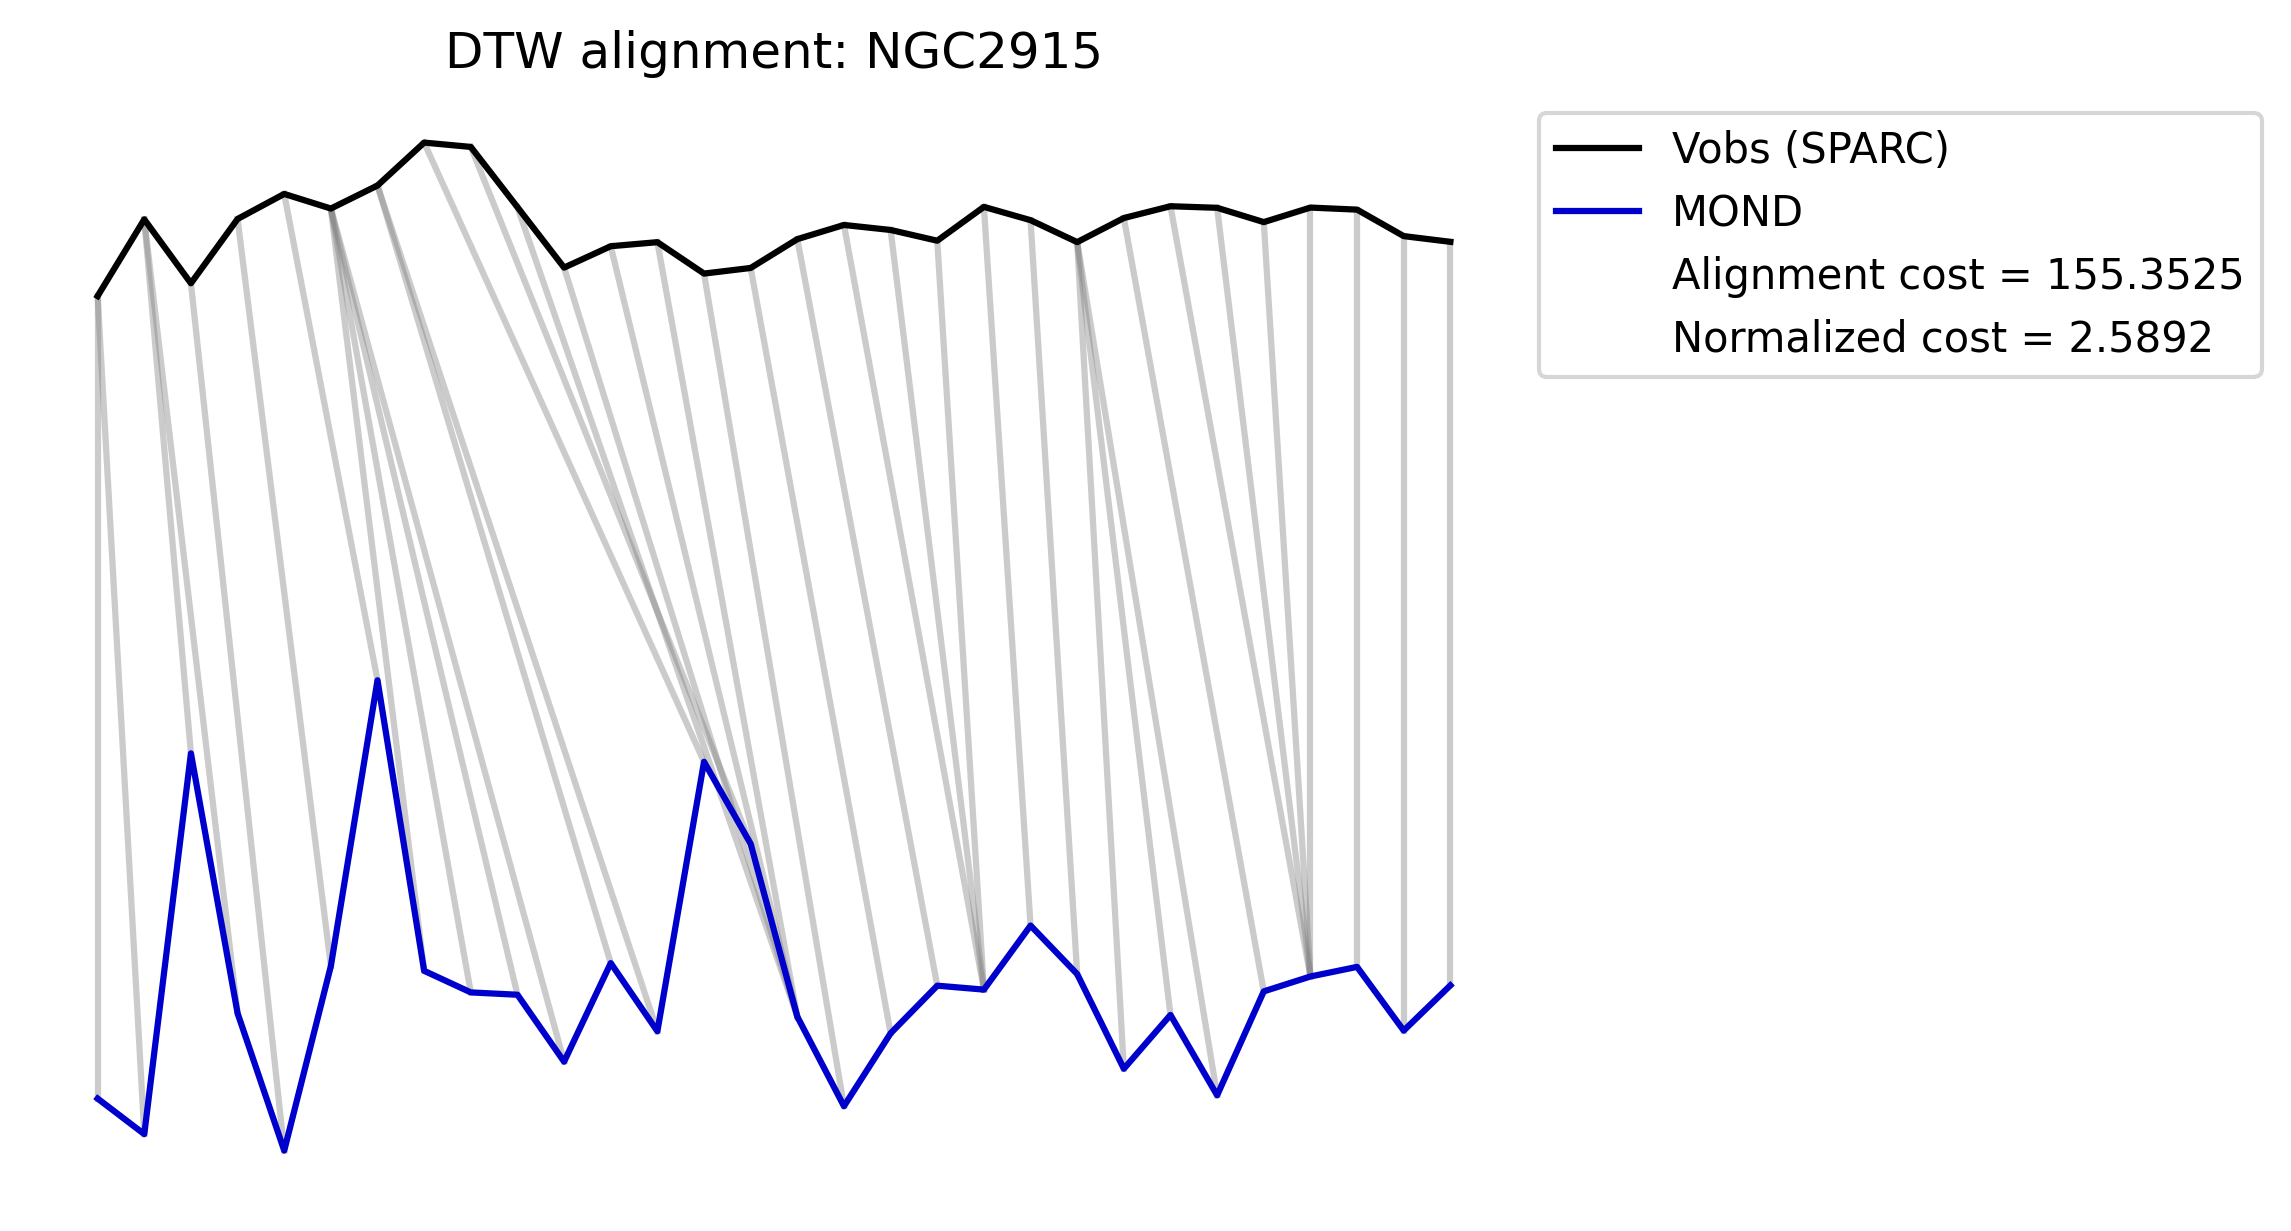 DTW alignment: NGC2915
Vobs (SPARC)
MOND
Alignment cost = 155.3525
Normalized cost = 2.5892